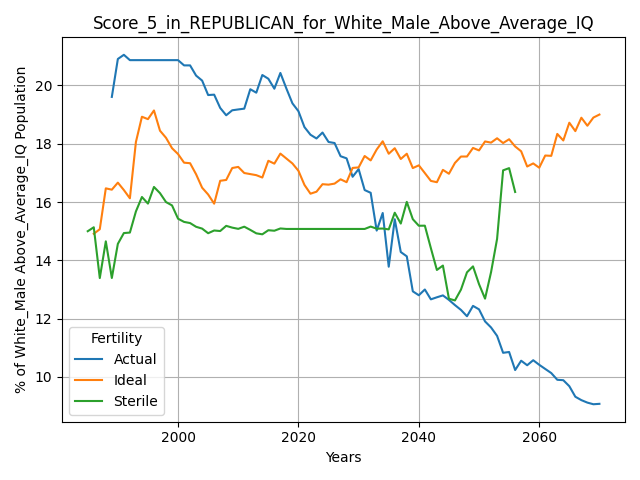 Score_5_in_REPUBLICAN_for_White_Male_Above_Average_IQ
% of White_Male Above_Average_IQ Population
20
18
16
14
12
10
Fertility
Actual
Ideal
Sterile
2000
2020
2040
2060
Years